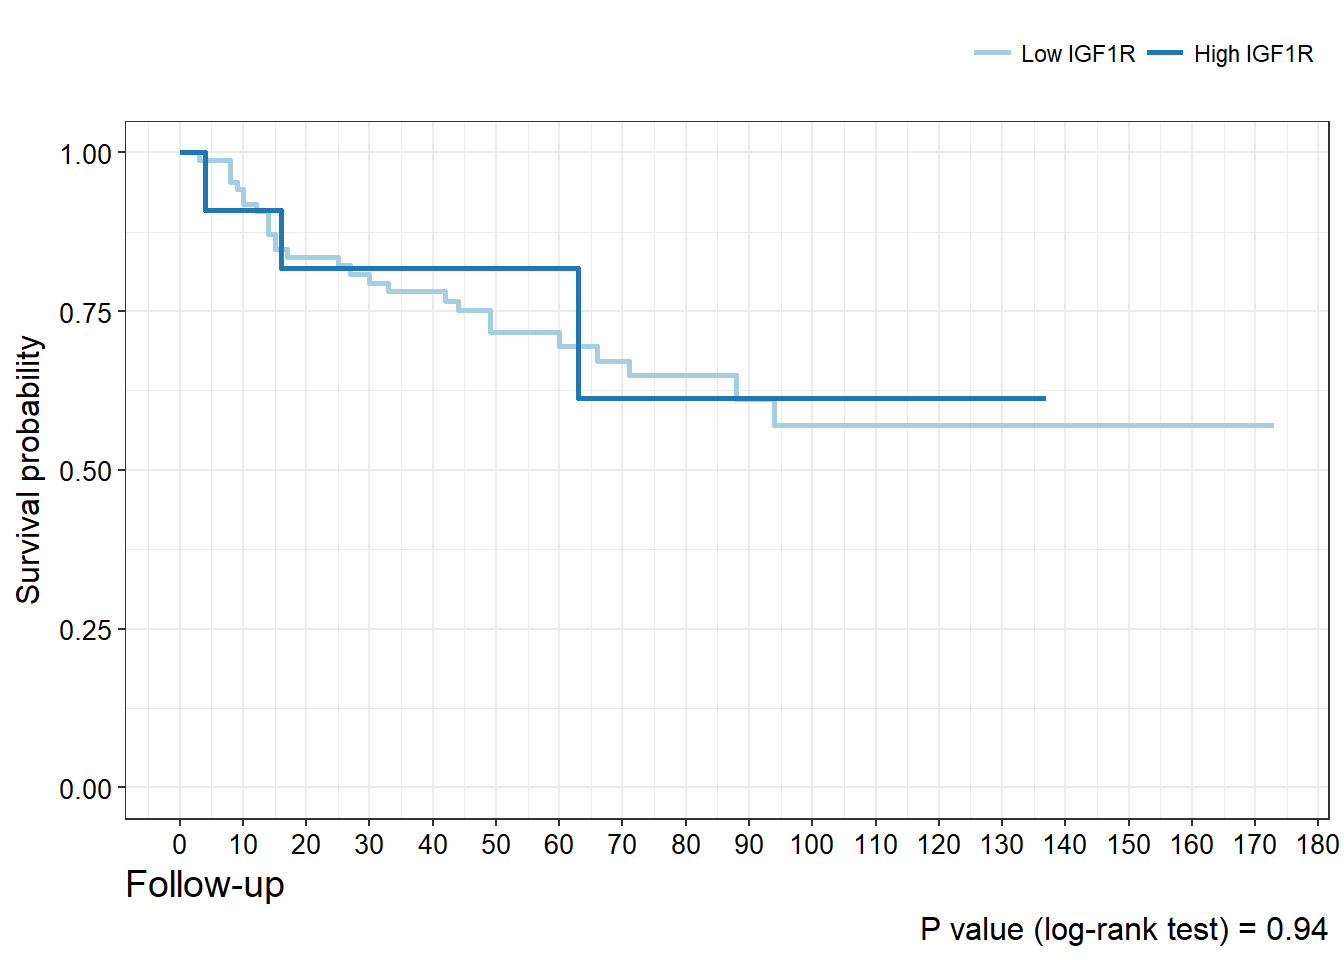 Low IGF1R High IGF1R
1.00
0.75
0.50
0.25
0.00
Survival probability
0 10 20 30 40 50 60 70 80 90 100 110 120 130 140 150 160 170 180
Follow-up
P value (log-rank test) = 0.94